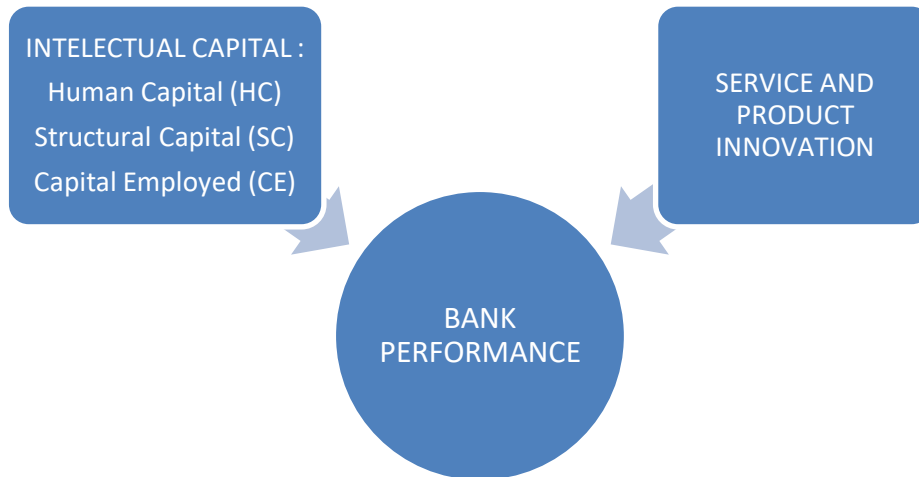 INTELECTUAL CAPITAL :
Human Capital (HC)
Structural Capital (SC)
Capital Employed (CE)
SERVICE AND
PRODUCT
INNOVATION
BANK
PERFORMANCE